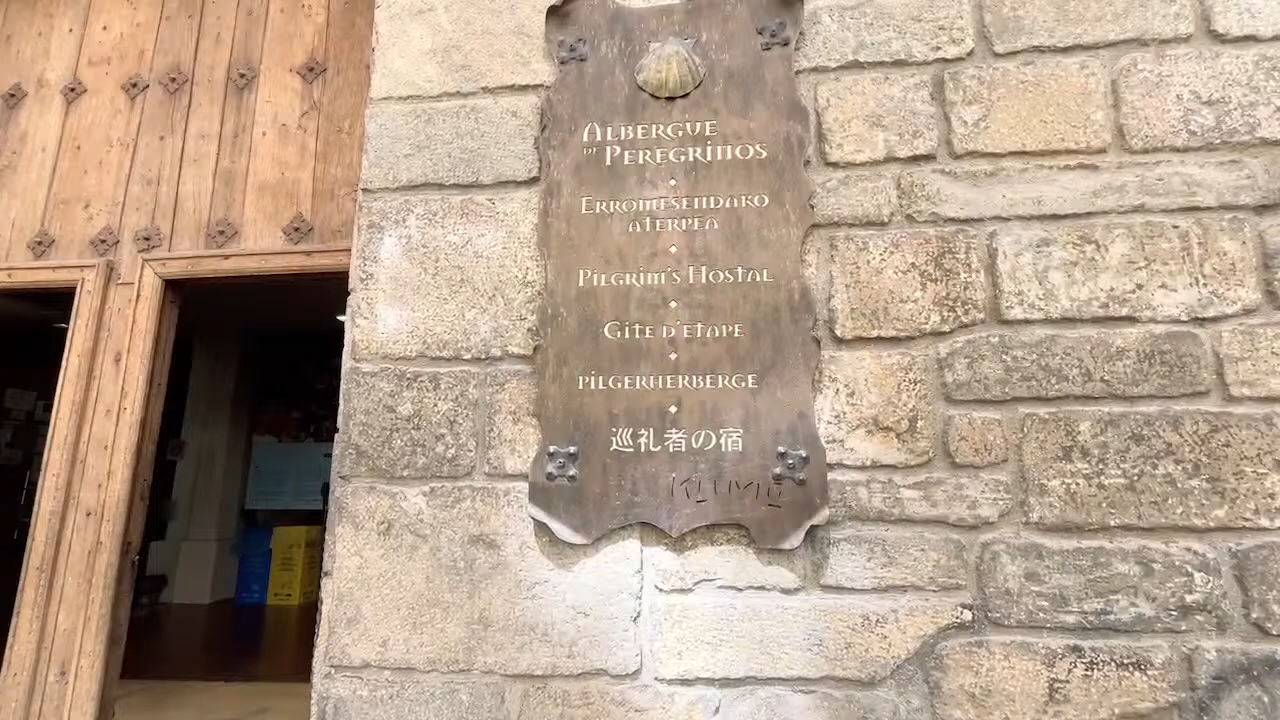 ALBERGUE
DE PEREGRINOS
ERROMESENDAKO
ATERPEA
PILGRIM'S HOSTAL
GITE D'ETAPE
PILGERHERBERGE
巡礼者の宿